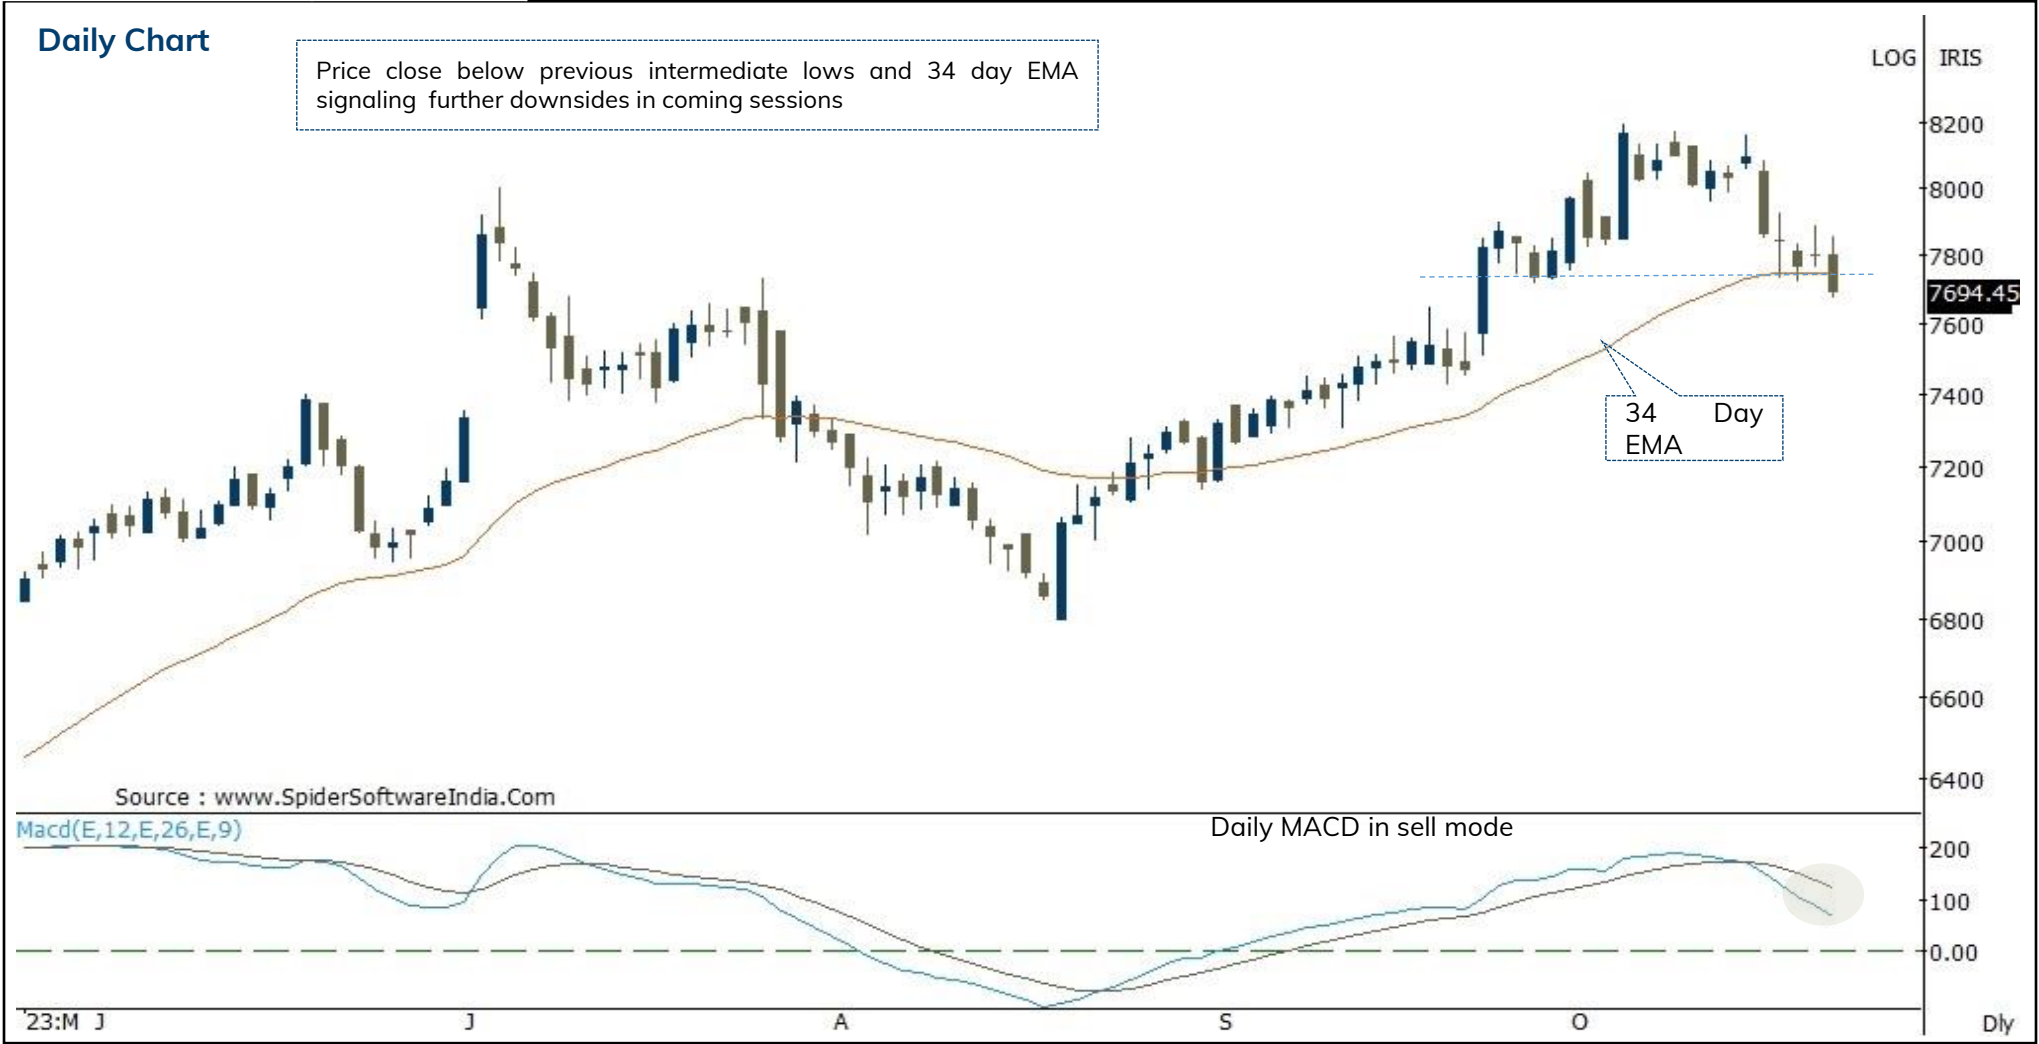 Daily Chart
Price close below previous intermediate lows and 34 day EMA
signaling further downsides in coming sessions
LOG IRIS
8200
8000
7800
7694.45
7600
7400
7200
7000
6800
6600
6400
34 Day
EMA
Source : www.SpiderSoftwareIndia.Com
Macd(E,12,E,26,E,9)
Daily MACD in sell mode
200
100
0.00
23:M J J A S O Dly